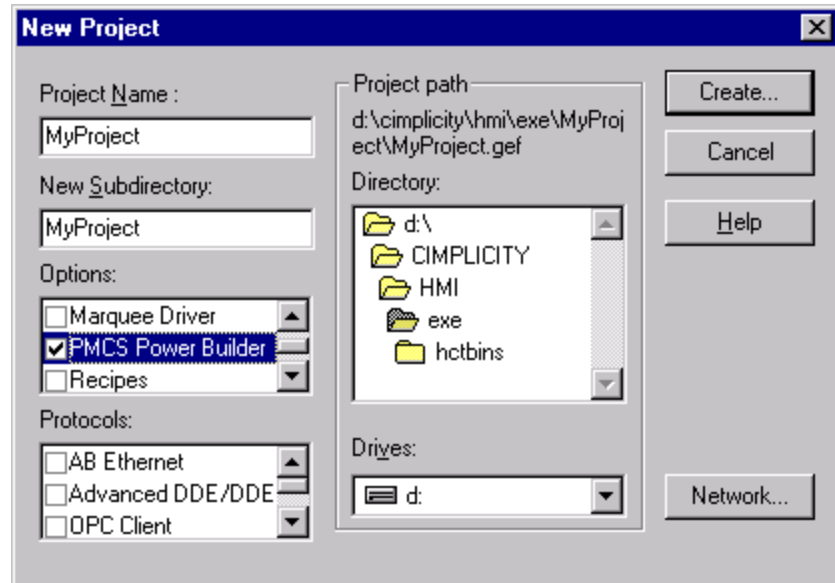 New Project
Project Name :
MyProject
New Subdirectory:
MyProject
Options:
Marquee Driver
PMCS Power Builder
Recipes
Protocols:
AB Ethernet
Advanced DDE/DDE
OPC Client
Project path
d:\cimplicity\hmi\exe\MyProj
ect\MyProject.gef
Directory:
d:\
CIMPLICITY
HMI
exe
hctbins
Drives:
d:
Create...
Cancel
Help
Network...